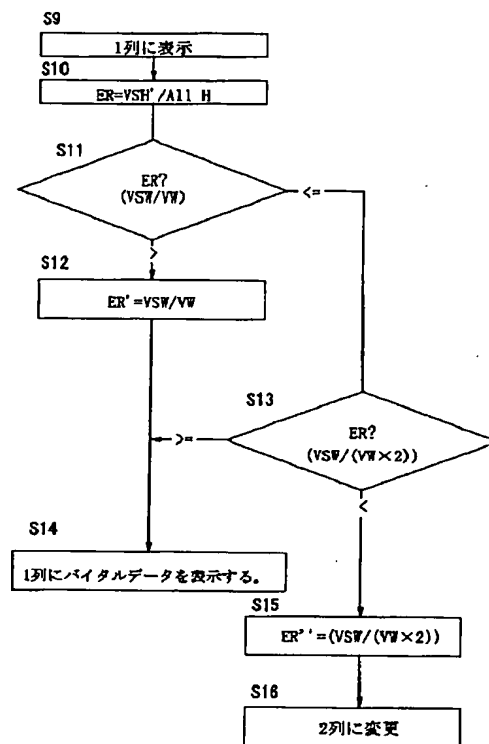 S9
1列に表示
S10
ER=VSH'/All H
S11
ER?
(VSW/VW)
<=
>
S12
ER'=VSW/VW
S13
ER?
(VSW/(VW×2))
>=
<
S14
1列にバイタルデータを表示する。
S15
ER''=(VSW/(VW×2))
S16
2列に変更